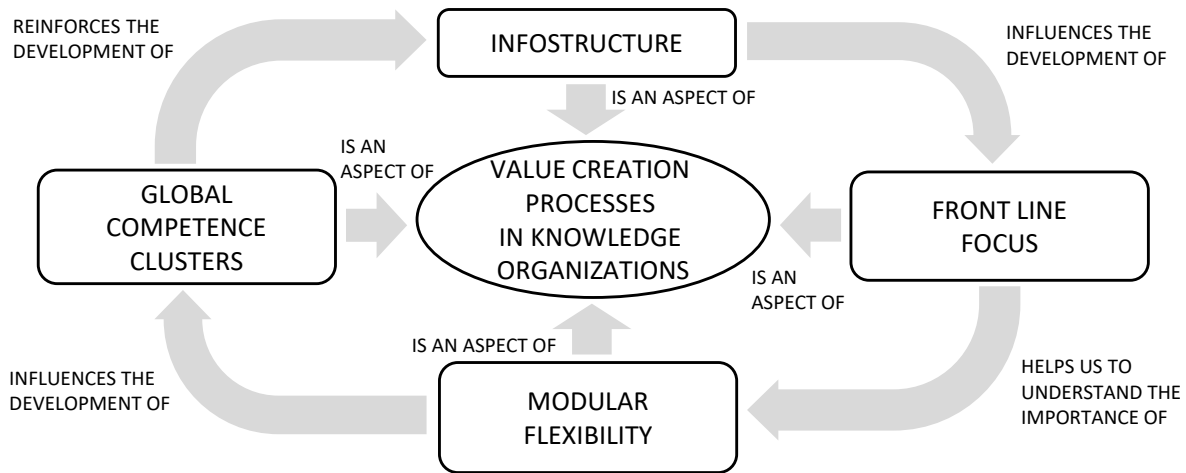 REINFORCES THE
DEVELOPMENT OF
INFOSTRUCTURE
INFLUENCES THE
DEVELOPMENT OF
IS AN ASPECT OF
IS AN
ASPECT OF
VALUE CREATION
PROCESSES
IN KNOWLEDGE
ORGANIZATIONS
GLOBAL
COMPETENCE
CLUSTERS
FRONT LINE
FOCUS
IS AN
ASPECT OF
IS AN ASPECT OF
INFLUENCES THE
DEVELOPMENT OF
MODULAR
FLEXIBILITY
HELPS US TO
UNDERSTAND THE
IMPORTANCE OF